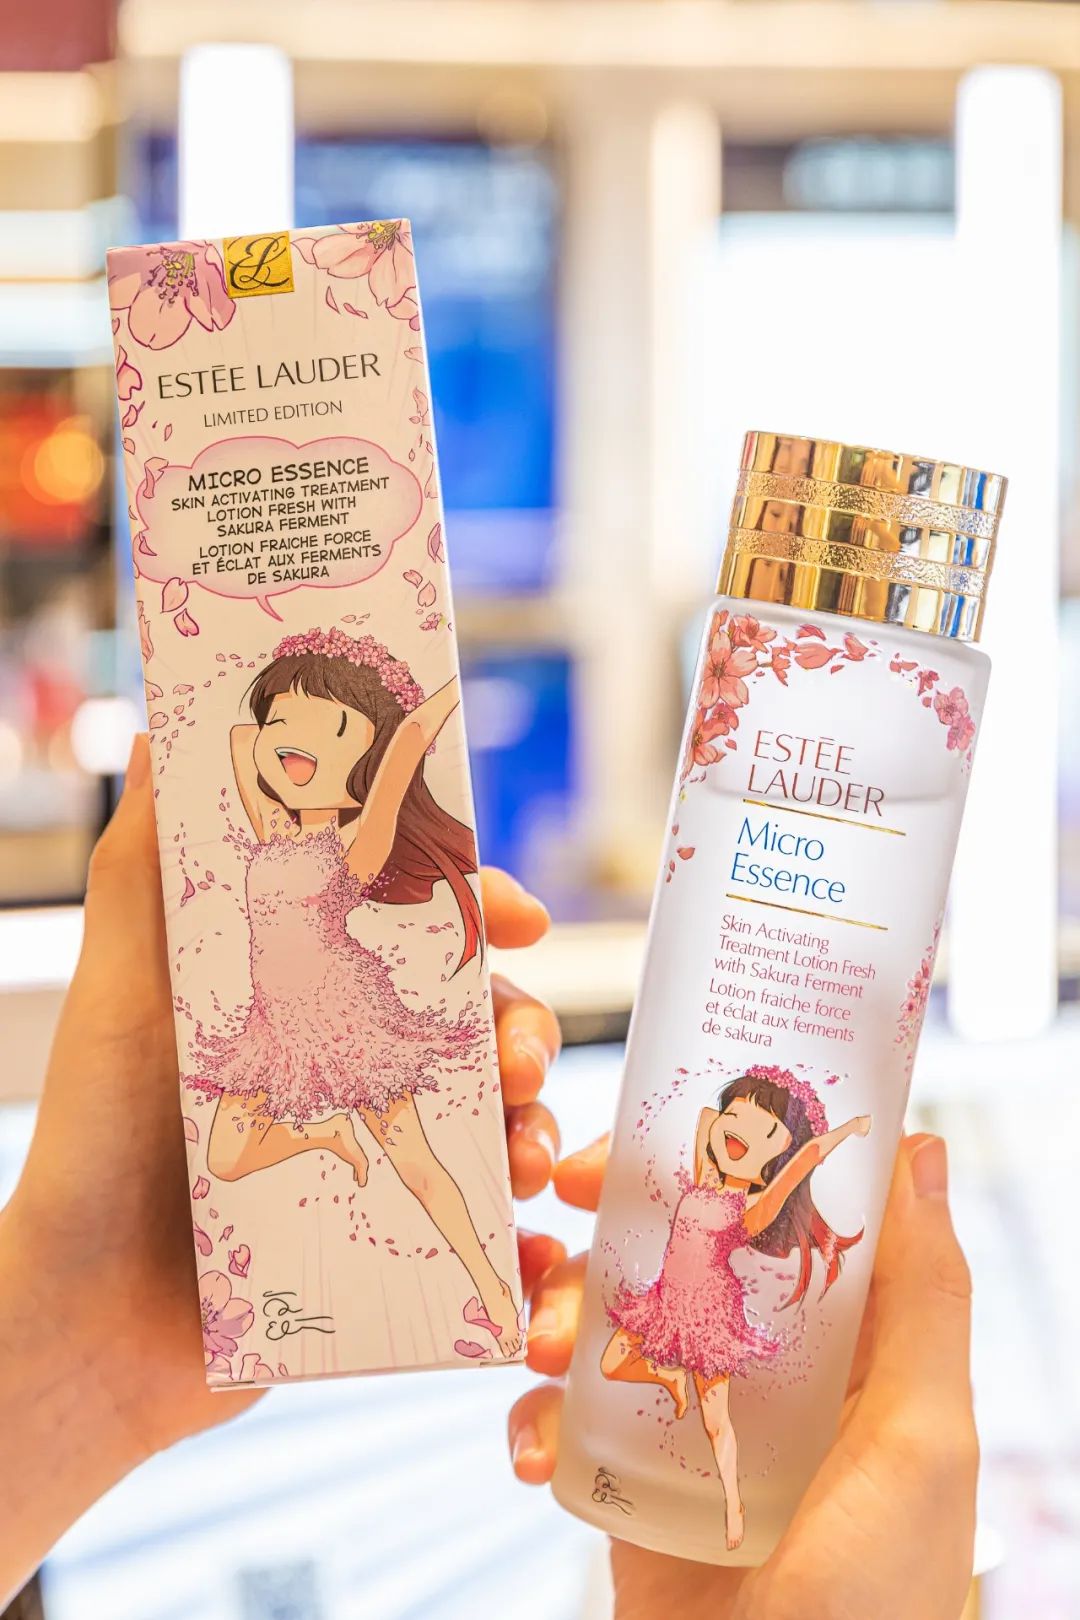 EL
ESTĒE LAUDER
LIMITED EDITION
MICRO ESSENCE
SKIN ACTIVATING TREATMENT
LOTION FRESH WITH
SAKURA FERMENT
LOTION FRAICHE FORCE
ET ÉCLAT AUX FERMENTS
DE SAKURA
ESTĒE
LAUDER
Micro
Essence
Skin Activating
Treatment Lotion Fresh
with Sakura Ferment
Lotion fraiche force
et éclat aux ferments
de sakura